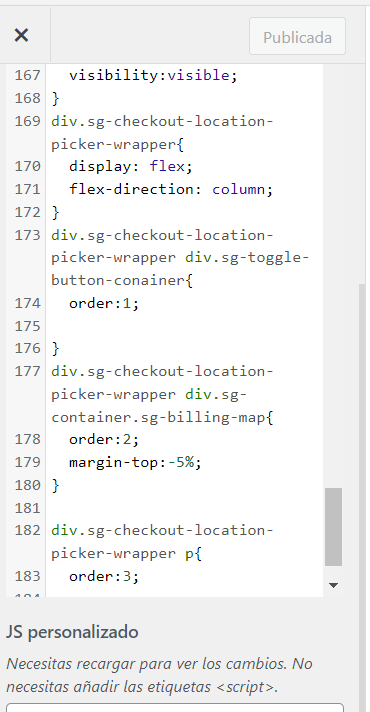 Publicada
167 visibility:visible;
168 }
169 div.sg-checkout-location-
picker-wrapper{
170 display: flex;
171 flex-direction: column;
172 }
173 div.sg-checkout-location-
picker-wrapper div.sg-toggle-
button-conainer{
174 order:1;
175
176 }
177 div.sg-checkout-location-
picker-wrapper div.sg-
container.sg-billing-map{
178 order:2;
179 margin-top:-5%;
180 }
181
182 div.sg-checkout-location-
picker-wrapper p{
183 order:3;
JS personalizado
Necesitas recargar para ver los cambios. No
necesitas añadir las etiquetas <script>.